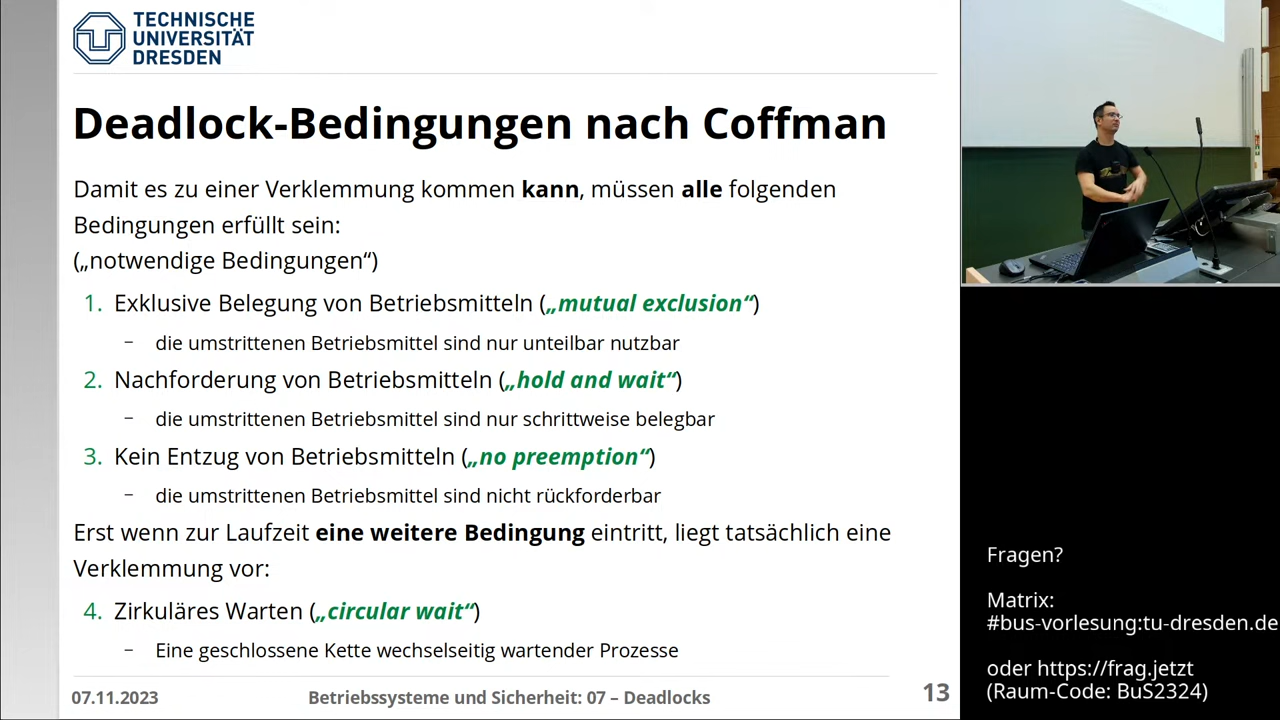 TECHNISCHE
UNIVERSITÄT
DRESDEN
Deadlock-Bedingungen nach Coffman
Damit es zu einer Verklemmung kommen kann, müssen alle folgenden
Bedingungen erfüllt sein:
(„notwendige Bedingungen“)
1. Exklusive Belegung von Betriebsmitteln („mutual exclusion“)
– die umstrittenen Betriebsmittel sind nur unteilbar nutzbar
2. Nachforderung von Betriebsmitteln („hold and wait“)
– die umstrittenen Betriebsmittel sind nur schrittweise belegbar
3. Kein Entzug von Betriebsmitteln („no preemption“)
– die umstrittenen Betriebsmittel sind nicht rückforderbar
Erst wenn zur Laufzeit eine weitere Bedingung eintritt, liegt tatsächlich eine
Verklemmung vor:
4. Zirkuläres Warten („circular wait“)
– Eine geschlossene Kette wechselseitig wartender Prozesse
07.11.2023
Betriebssysteme und Sicherheit: 07 – Deadlocks
13
Fragen?
Matrix:
#bus-vorlesung:tu-dresden.de
oder https://frag.jetzt
(Raum-Code: BuS2324)